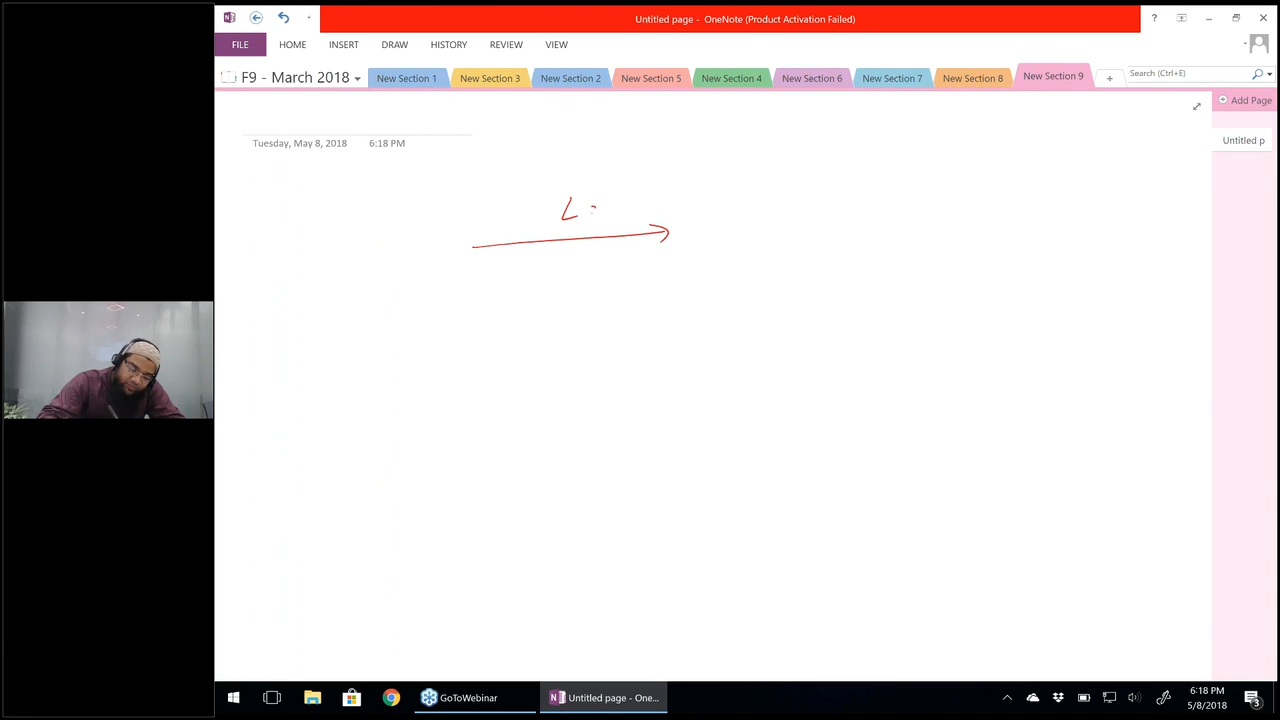 Untitled page - OneNote (Product Activation Failed)
?
FILE HOME INSERT DRAW HISTORY REVIEW VIEW
F9 - March 2018 New Section 1 New Section 3 New Section 2 New Section 5 New Section 4 New Section 6 New Section 7 New Section 8 New Section 9 + Search (Ctrl+E)
Add Page
Untitled p
Tuesday, May 8, 2018 6:18 PM
L
GoToWebinar Untitled page - One...
6:18 PM
5/8/2018
3